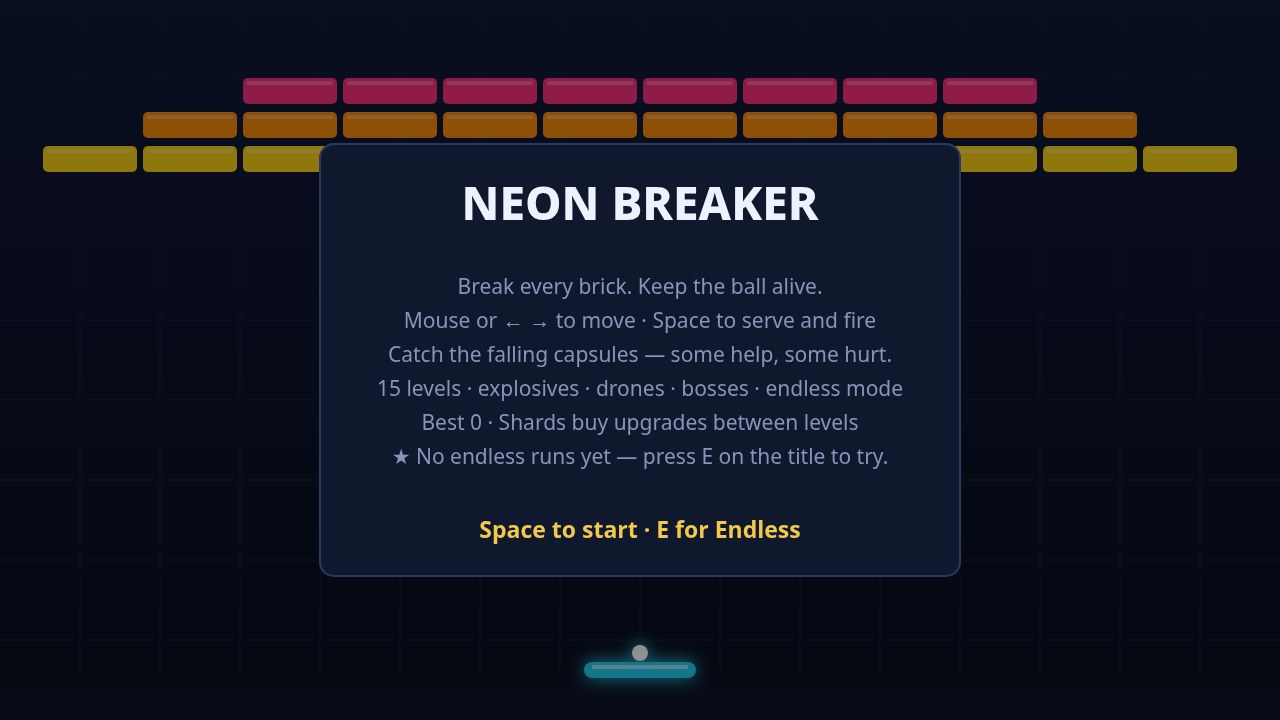 NEON BREAKER
Break every brick. Keep the ball alive.
Mouse or ← → to move · Space to serve and fire
Catch the falling capsules — some help, some hurt.
15 levels · explosives · drones · bosses · endless mode
Best 0 · Shards buy upgrades between levels
★ No endless runs yet — press E on the title to try.
Space to start · E for Endless